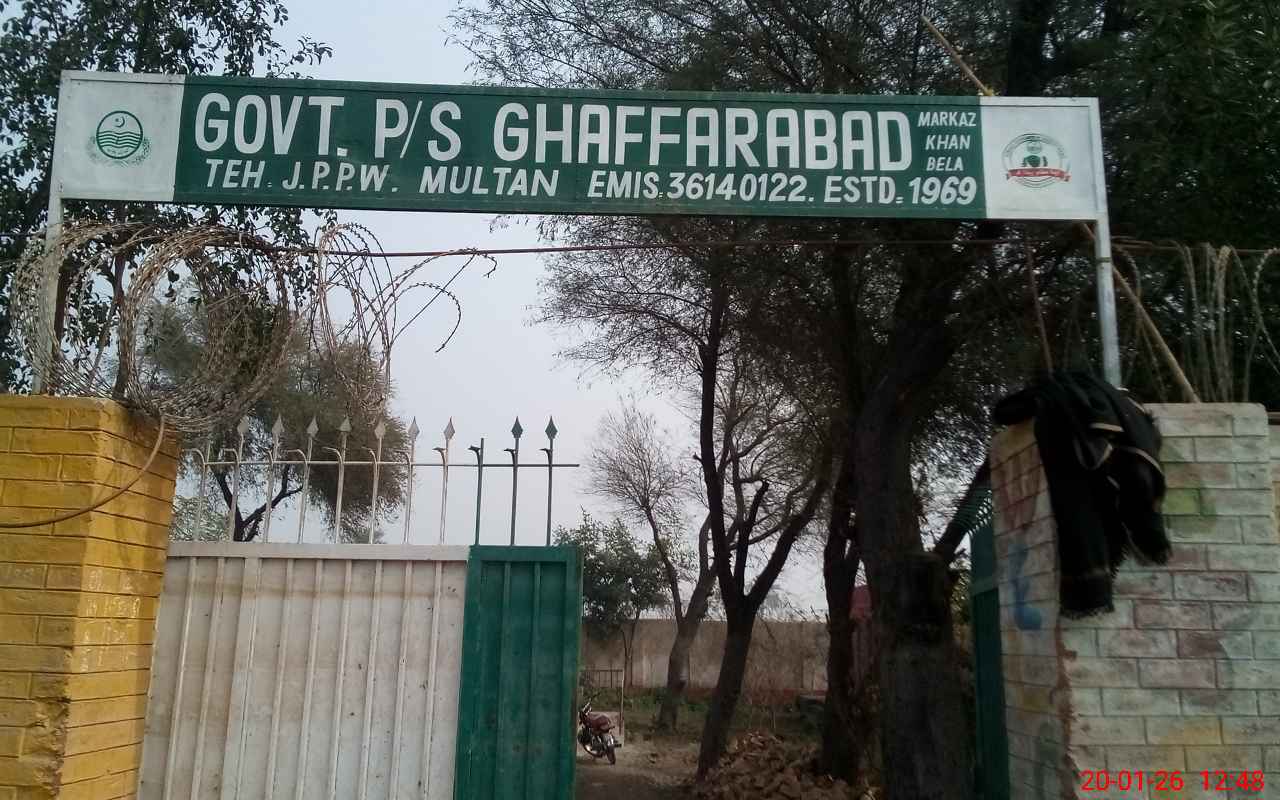 GOVT. P/S GHAFFARABAD
MARKAZ
KHAN
BELA
TEH. J.P.P.W. MULTAN EMIS.36140122. ESTD.1969
20-01-26 12:48